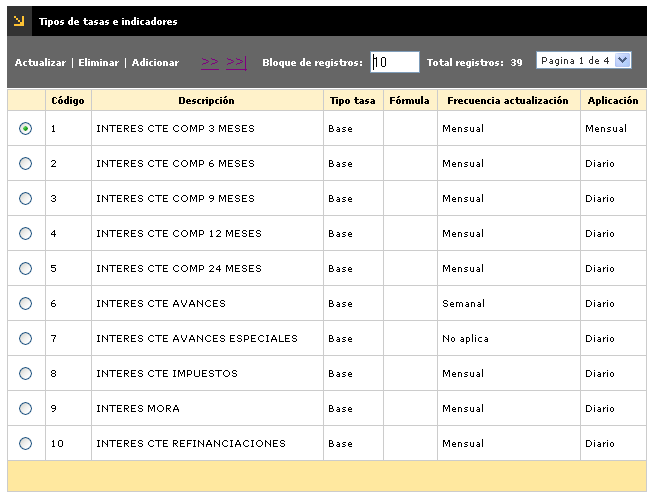 Tipos de tasas e indicadores
Actualizar | Eliminar | Adicionar >> >>| Bloque de registros: 10 Total registros: 39 Pagina 1 de 4
Código Descripción Tipo tasa Fórmula Frecuencia actualización Aplicación
1 INTERES CTE COMP 3 MESES Base Mensual Mensual
2 INTERES CTE COMP 6 MESES Base Mensual Diario
3 INTERES CTE COMP 9 MESES Base Mensual Diario
4 INTERES CTE COMP 12 MESES Base Mensual Diario
5 INTERES CTE COMP 24 MESES Base Mensual Diario
6 INTERES CTE AVANCES Base Semanal Diario
7 INTERES CTE AVANCES ESPECIALES Base No aplica Diario
8 INTERES CTE IMPUESTOS Base Mensual Diario
9 INTERES MORA Base Mensual Diario
10 INTERES CTE REFINANCIACIONES Base Mensual Diario